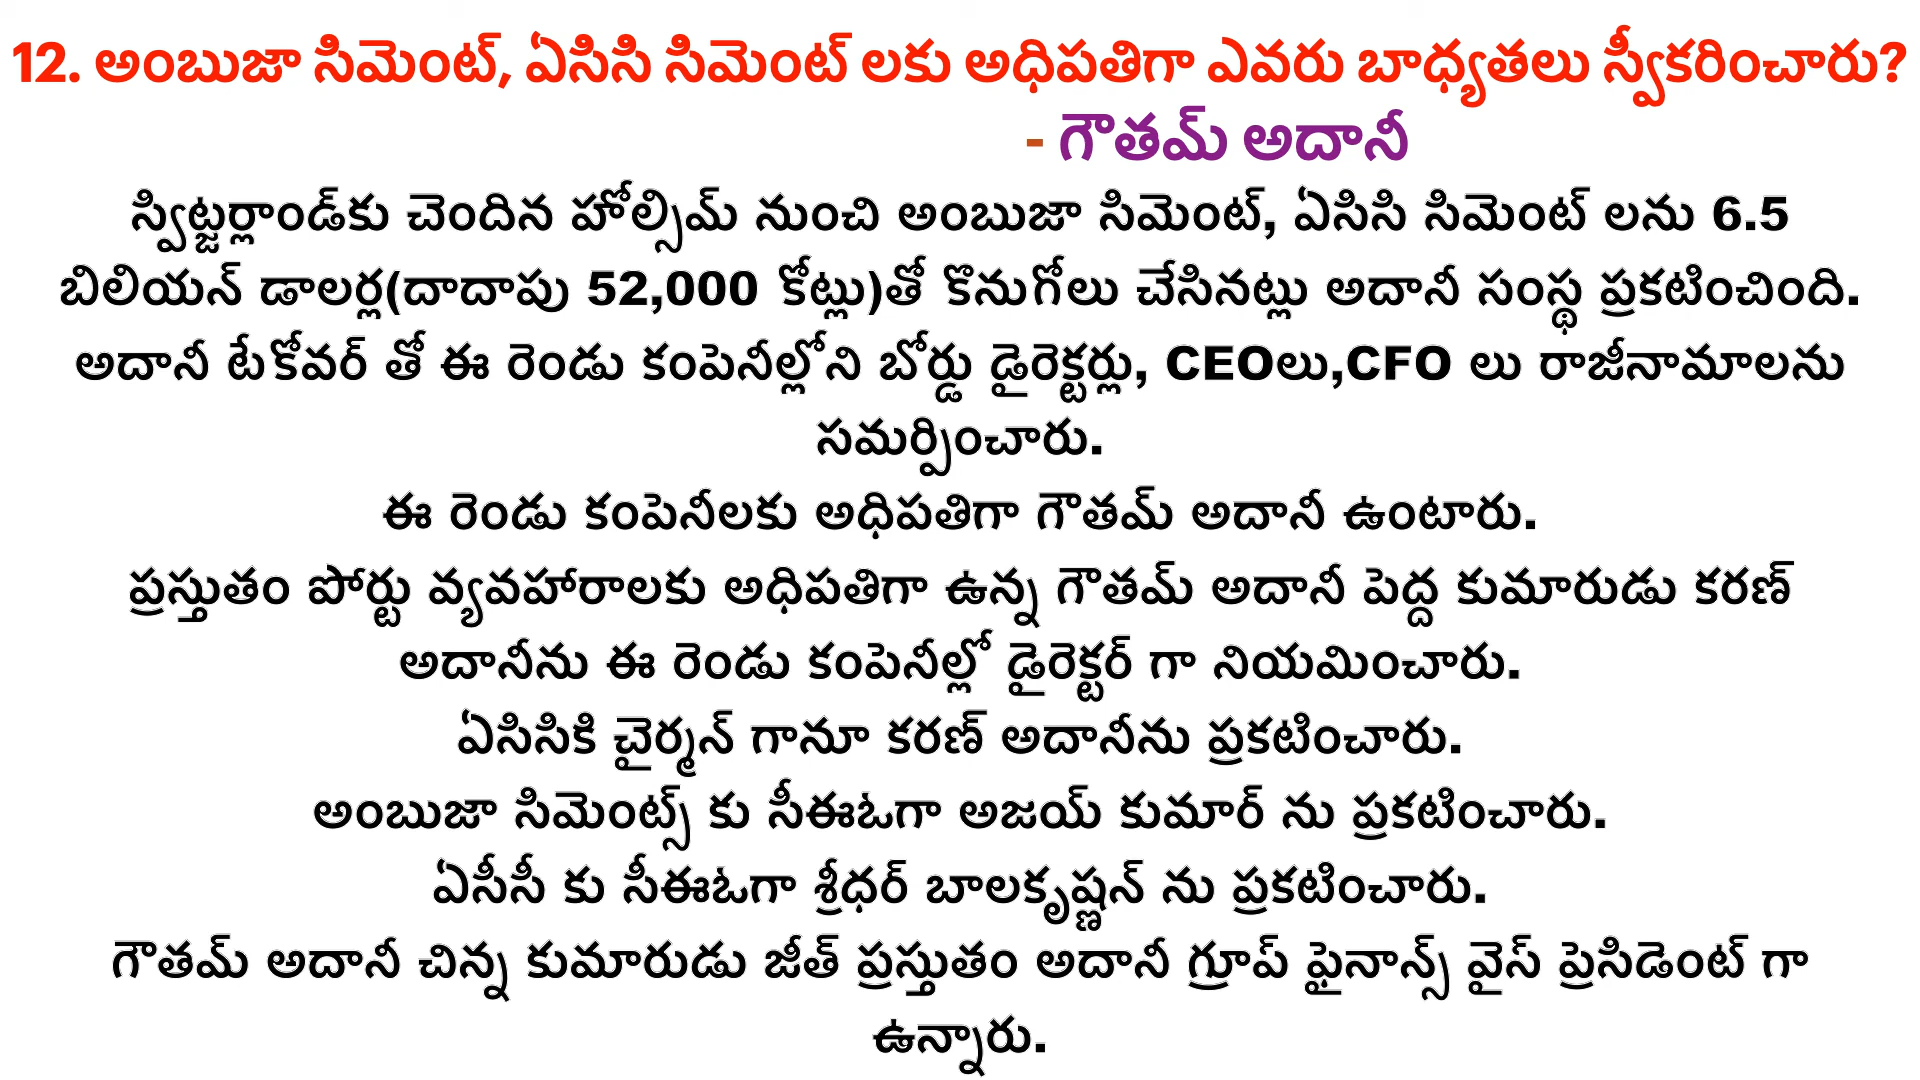 12. అంబుజా సిమెంట్, ఏసిసి సిమెంట్ లకు అధిపతిగా ఎవరు బాధ్యతలు స్వీకరించారు?
- గౌతమ్ అదానీ
స్విట్జర్లాండ్‌కు చెందిన హోల్సిమ్ నుంచి అంబుజా సిమెంట్, ఏసిసి సిమెంట్ లను 6.5
బిలియన్ డాలర్ల(దాదాపు 52,000 కోట్లు)తో కొనుగోలు చేసినట్లు అదానీ సంస్థ ప్రకటించింది.
అదానీ టేకోవర్ తో ఈ రెండు కంపెనీల్లోని బోర్డు డైరెక్టర్లు, CEOలు,CFO లు రాజీనామాలను
సమర్పించారు.
ఈ రెండు కంపెనీలకు అధిపతిగా గౌతమ్ అదానీ ఉంటారు.
ప్రస్తుతం పోర్టు వ్యవహారాలకు అధిపతిగా ఉన్న గౌతమ్ అదానీ పెద్ద కుమారుడు కరణ్
అదానీను ఈ రెండు కంపెనీల్లో డైరెక్టర్ గా నియమించారు.
ఏసిసికి చైర్మన్ గానూ కరణ్ అదానీను ప్రకటించారు.
అంబుజా సిమెంట్స్ కు సీఈఓగా అజయ్ కుమార్ ను ప్రకటించారు.
ఏసీసీ కు సీఈఓగా శ్రీధర్ బాలకృష్ణన్ ను ప్రకటించారు.
గౌతమ్ అదానీ చిన్న కుమారుడు జీత్ ప్రస్తుతం అదానీ గ్రూప్ ఫైనాన్స్ వైస్ ప్రెసిడెంట్ గా
ఉన్నారు.